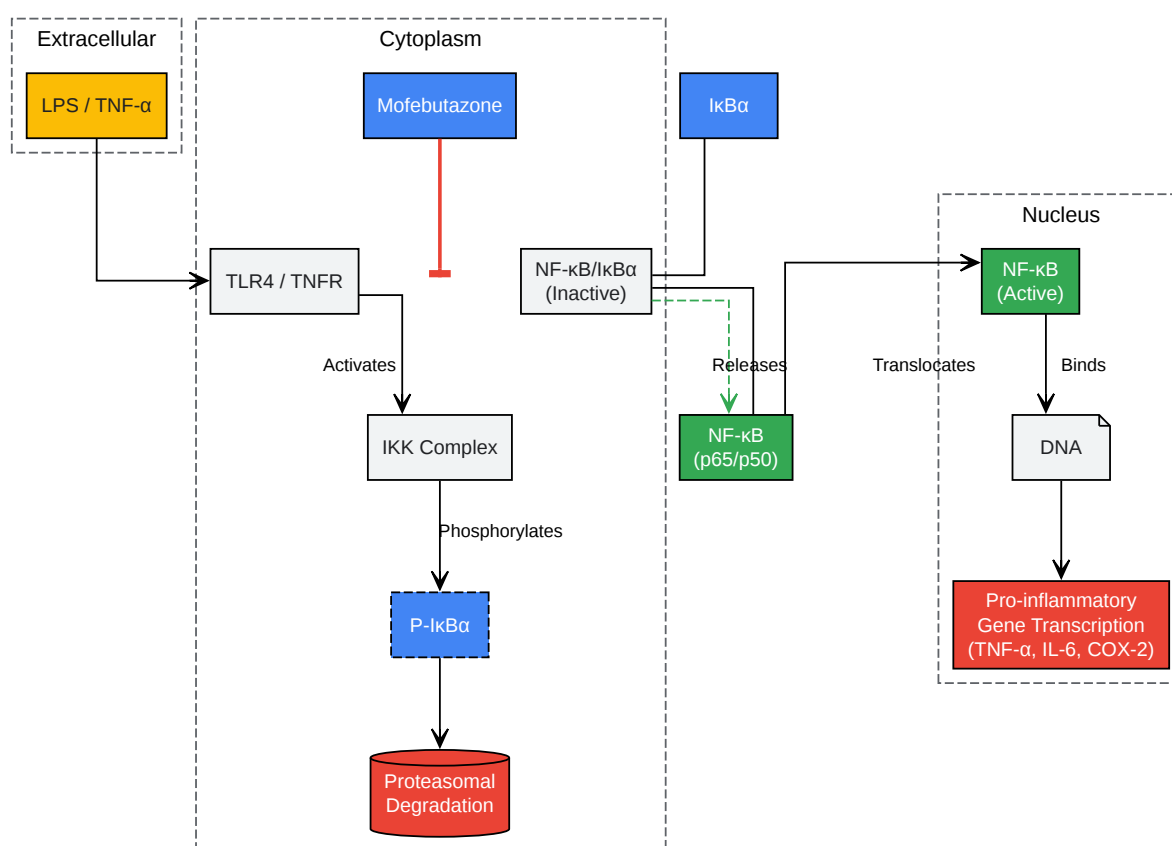 Extracellular
Cytoplasm
LPS / TNF-α
Mofebutazone
IκBα
Nucleus
TLR4 / TNFR
NF-κB/IκBα
(Inactive)
NF-κB
(Active)
Activates
Releases
Translocates
Binds
IKK Complex
NF-κB
(p65/p50)
DNA
Phosphorylates
P-IκBα
Pro-inflammatory
Gene Transcription
(TNF-α, IL-6, COX-2)
Proteasomal
Degradation